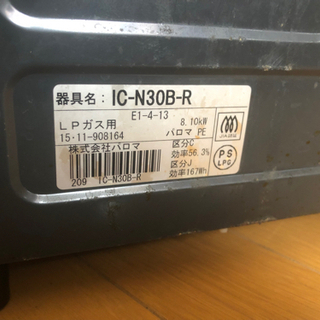 器具名：IC-N30B-R
E1-4-13
LPガス用 8.10kW
15·11-908164 パロマ PE
株式会社パロマ 区分C
効率56.3%
区分J
効率167Wh
209 IC-N30B-R
PS
LPG